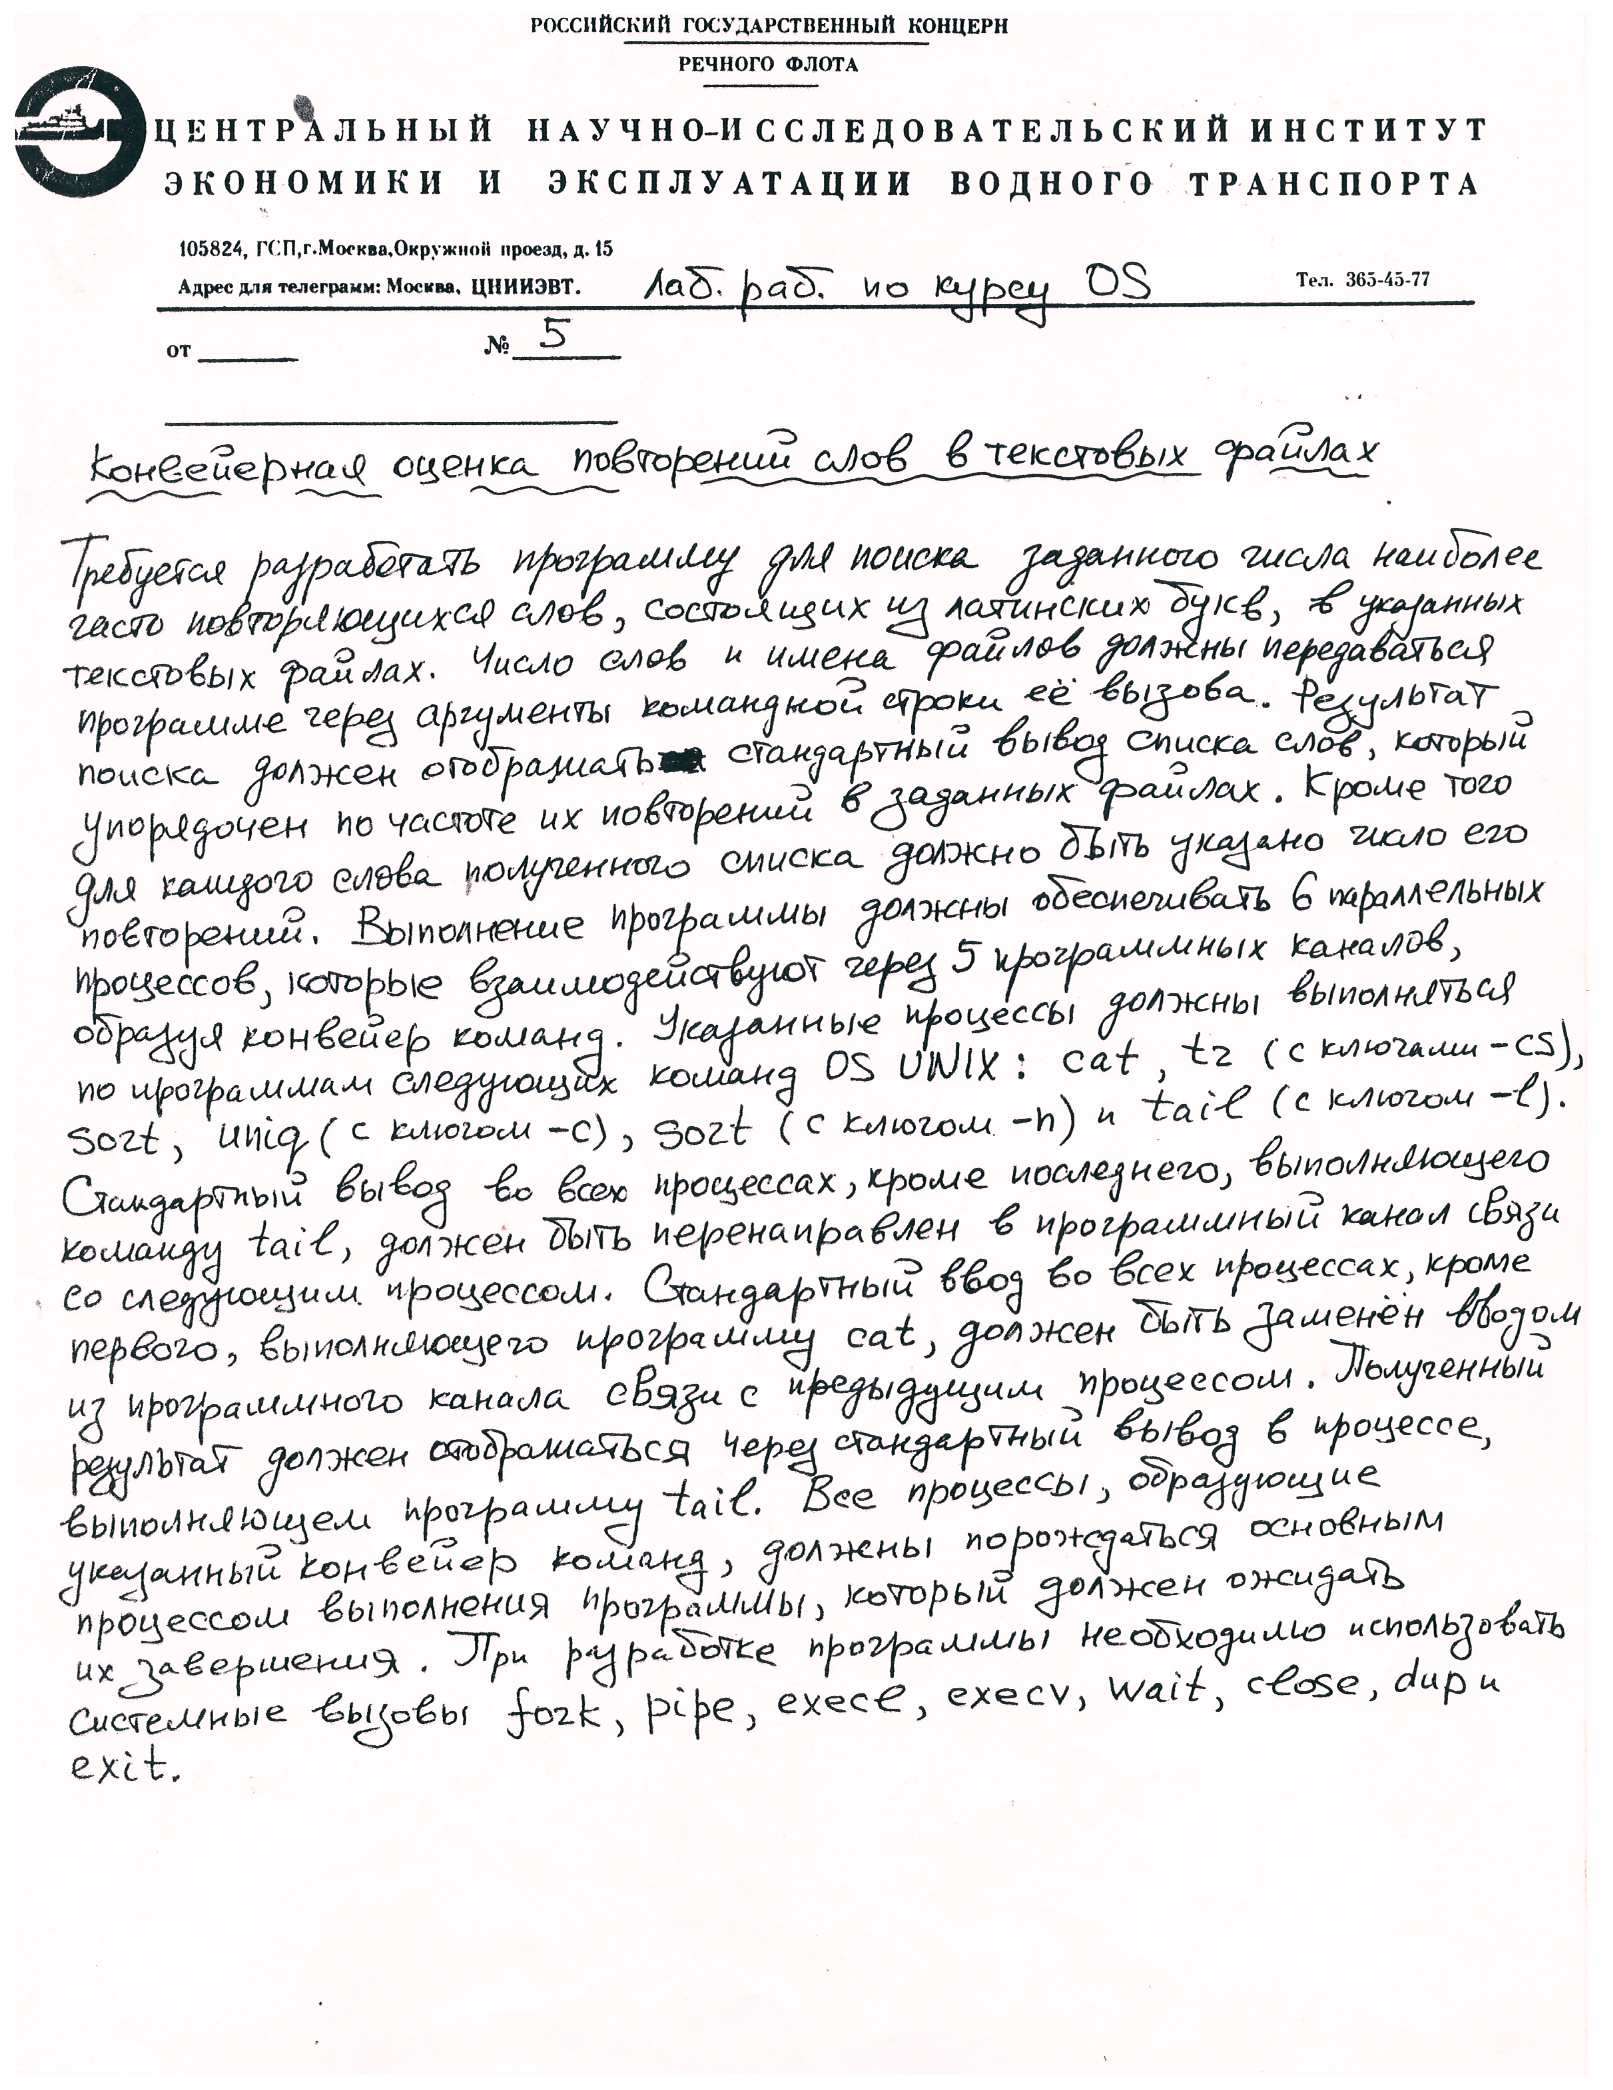 РОССИЙСКИЙ ГОСУДАРСТВЕННЫЙ КОНЦЕРН
РЕЧНОГО ФЛОТА
ЦЕНТРАЛЬНЫЙ НАУЧНО-ИССЛЕДОВАТЕЛЬСКИЙ ИНСТИТУТ
ЭКОНОМИКИ И ЭКСПЛУАТАЦИИ ВОДНОГО ТРАНСПОРТА
105824, ГСП,г.Москва,Окружной проезд, д. 15
Адрес для телеграмм: Москва, ЦНИИЭВТ. Лаб. раб. по курсу OS Тел. 365-45-77
от № 5
Конвейерная оценка повторений слов в текстовых файлах
Требуется разработать программу для поиска заданного числа наиболее
часто повторяющихся слов, состоящих из латинских букв, в указанных
текстовых файлах. Число слов и имена файлов должны передаваться
программе через аргументы командной строки её вызова. Результат
поиска должен отображать стандартный вывод списка слов, который
упорядочен по частоте их повторений в заданных файлах. Кроме того
для каждого слова полученного списка должно быть указано число его
повторений. Выполнение программы должны обеспечивать 6 параллельных
процессов, которые взаимодействуют через 5 программных каналов,
образуя конвейер команд. Указанные процессы должны выполняться
по программам следующих команд OS UNIX: cat, tr (с ключами -cs),
sort, uniq (с ключом -c), sort (с ключом -n) и tail (с ключом -l).
Стандартный вывод во всех процессах, кроме последнего, выполняющего
команду tail, должен быть перенаправлен в программный канал связи
со следующим процессом. Стандартный ввод во всех процессах, кроме
первого, выполняющего программу cat, должен быть заменён вводом
из программного канала связи с предыдущим процессом. Полученный
результат должен отображаться через стандартный вывод в процессе,
выполняющем программу tail. Все процессы, образующие
указанный конвейер команд, должны порождаться основным
процессом выполнения программы, который должен ожидать
их завершения. При разработке программы необходимо использовать
системные вызовы fork, pipe, execl, execv, wait, close, dup и
exit.